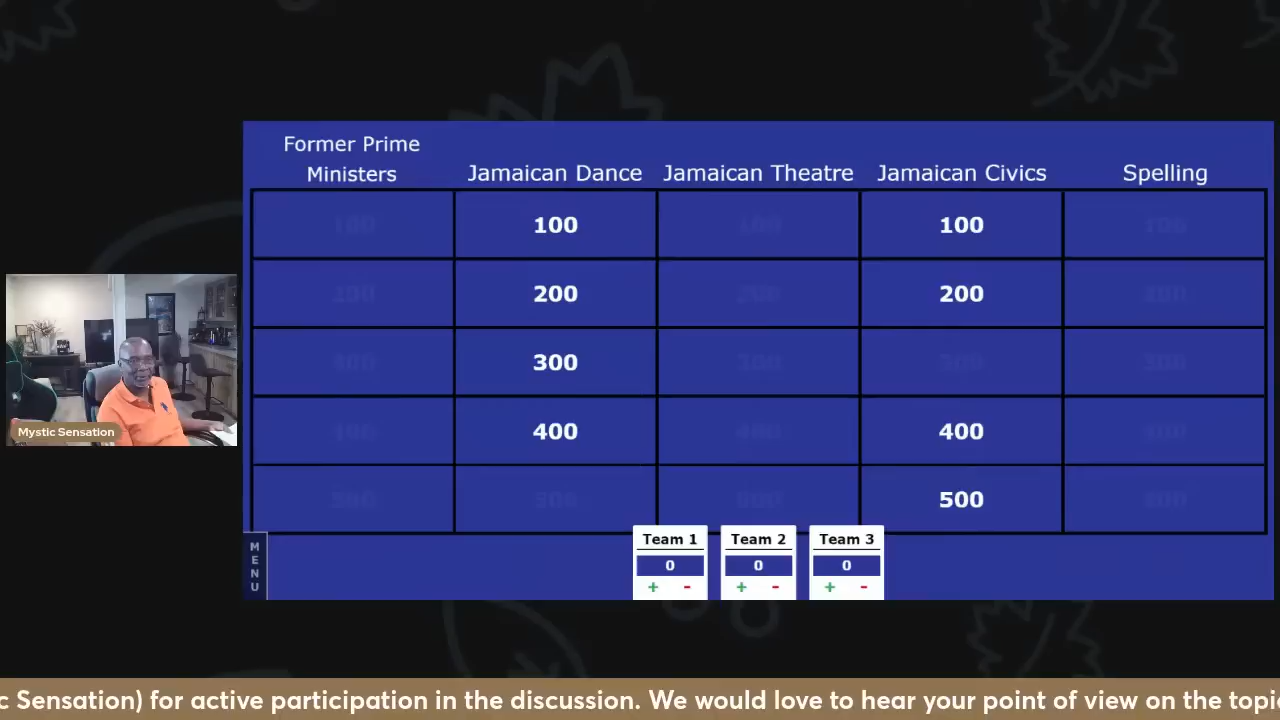 Former Prime
Ministers
Jamaican Dance
Jamaican Theatre
Jamaican Civics
Spelling
100
100
200
200
300
400
400
500
Mystic Sensation
MENU
Team 1
Team 2
Team 3
0
0
0
+ -
+ -
+ -
c Sensation) for active participation in the discussion. We would love to hear your point of view on the topi